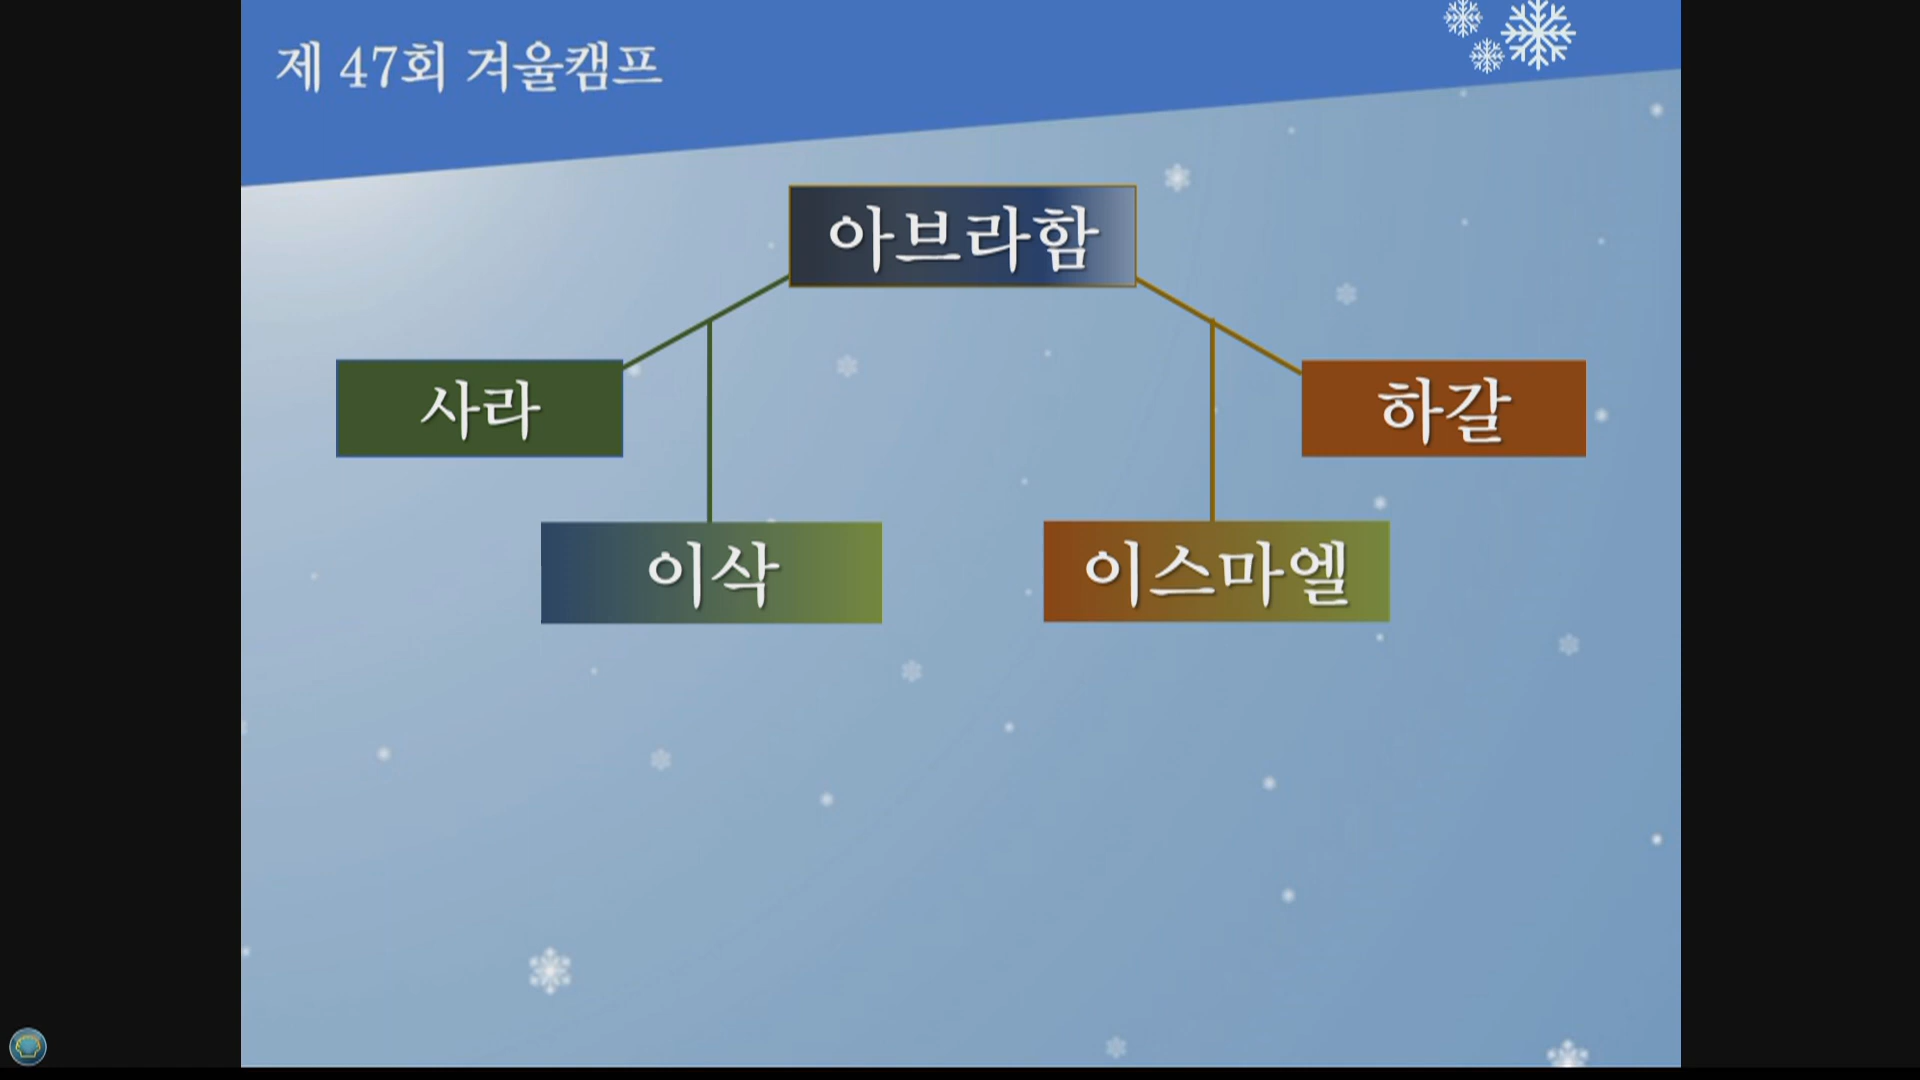 제 47회 겨울캠프
아브라함
사라
하갈
이삭
이스마엘